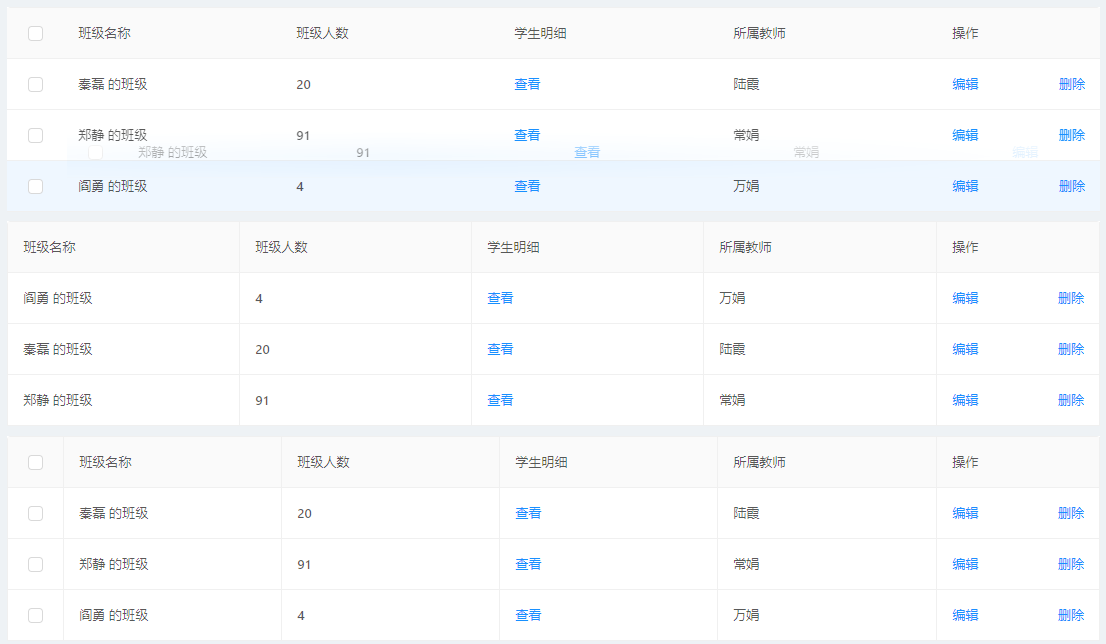 班级名称 班级人数 学生明细 所属教师 操作
秦磊 的班级 20 查看 陆霞 编辑 删除
郑静 的班级 91 查看 常娟 编辑 删除
郑静 的班级 91 查看 常娟 编辑
阎勇 的班级 4 查看 万娟 编辑 删除
班级名称 班级人数 学生明细 所属教师 操作
阎勇 的班级 4 查看 万娟 编辑 删除
秦磊 的班级 20 查看 陆霞 编辑 删除
郑静 的班级 91 查看 常娟 编辑 删除
班级名称 班级人数 学生明细 所属教师 操作
秦磊 的班级 20 查看 陆霞 编辑 删除
郑静 的班级 91 查看 常娟 编辑 删除
阎勇 的班级 4 查看 万娟 编辑 删除